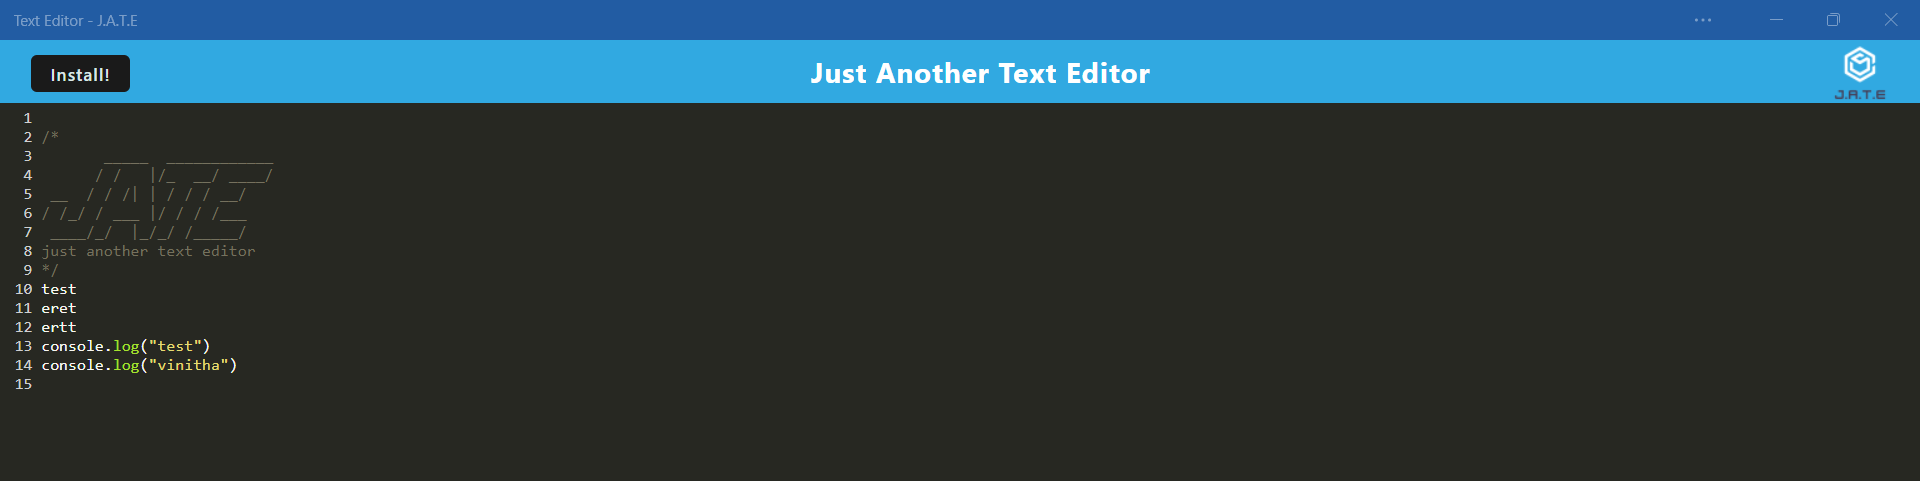 Text Editor - J.A.T.E
Install!
Just Another Text Editor
J.A.T.E
1
2 /*
3        _____  ____________
4       / /   |/_  __/ ____/
5  __  / / /| | / / / __/
6 / /_/ / ___ |/ / / /___
7  ____/_/  |_/_/ /_____/
8 just another text editor
9 */
10 test
11 eret
12 ertt
13 console.log("test")
14 console.log("vinitha")
15